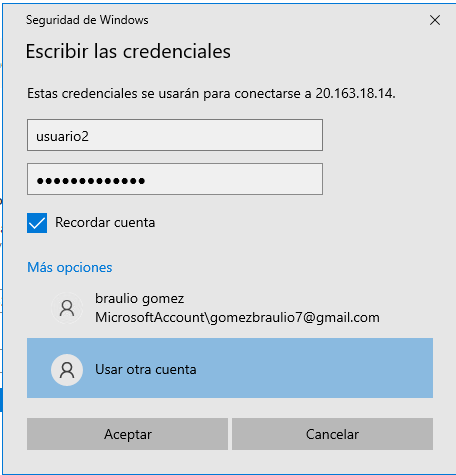 Seguridad de Windows
Escribir las credenciales
Estas credenciales se usarán para conectarse a 20.163.18.14.
usuario2
•••••••••••••
Recordar cuenta
Más opciones
braulio gomez
MicrosoftAccount\gomezbraulio7@gmail.com
Usar otra cuenta
Aceptar
Cancelar